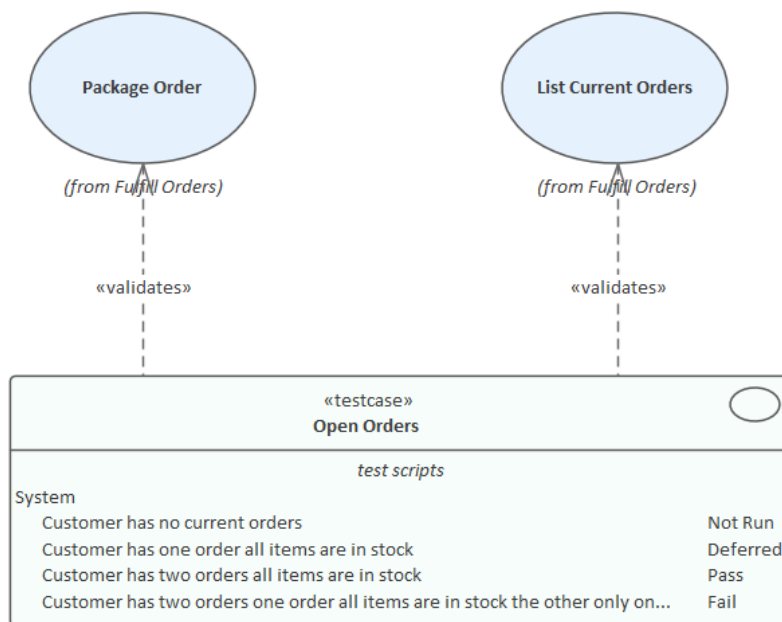 Package Order
List Current Orders
(from Fulfill Orders)
(from Fulfill Orders)
«validates»
«validates»
«testcase»
Open Orders
test scripts
System
Customer has no current orders Not Run
Customer has one order all items are in stock Deferred
Customer has two orders all items are in stock Pass
Customer has two orders one order all items are in stock the other only on... Fail